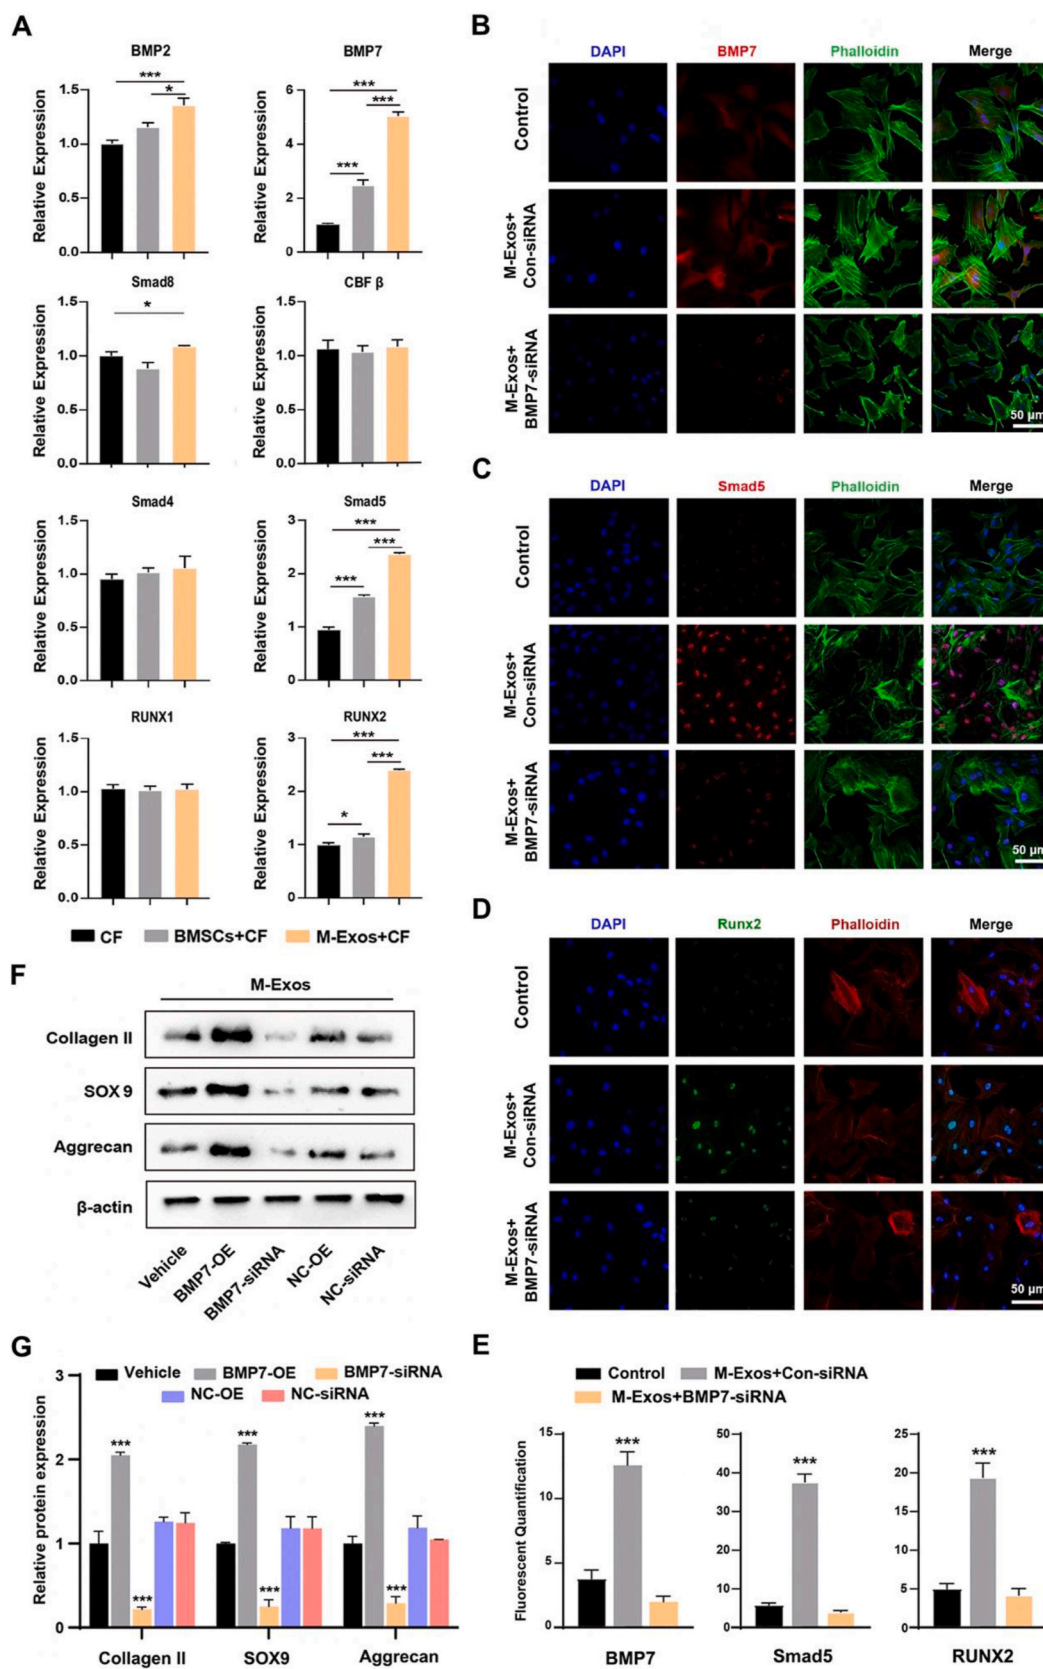 A
BMP2
BMP7
Relative Expression
1.5
1.0
0.5
0.0
***
*
Relative Expression
6
4
2
0
***
***
***
Smad8
CBF β
Relative Expression
1.5
1.0
0.5
0.0
*
Relative Expression
1.5
1.0
0.5
0.0
Smad4
Smad5
Relative Expression
1.5
1.0
0.5
0.0
Relative Expression
3
2
1
0
***
***
***
RUNX1
RUNX2
Relative Expression
1.5
1.0
0.5
0.0
Relative Expression
3
2
1
0
***
***
*
CF BMSCs+CF M-Exos+CF
B
DAPI BMP7 Phalloidin Merge
Control
M-Exos+
Con-siRNA
M-Exos+
BMP7-siRNA
50 μm
C
DAPI Smad5 Phalloidin Merge
Control
M-Exos+
Con-siRNA
M-Exos+
BMP7-siRNA
50 μm
D
DAPI Runx2 Phalloidin Merge
Control
M-Exos+
Con-siRNA
M-Exos+
BMP7-siRNA
50 μm
F
M-Exos
Collagen II
SOX 9
Aggrecan
β-actin
Vehicle
BMP7-OE
BMP7-siRNA
NC-OE
NC-siRNA
G
Vehicle BMP7-OE BMP7-siRNA
NC-OE NC-siRNA
Relative protein expression
3
2
1
0
***
***
***
***
***
***
Collagen II SOX9 Aggrecan
E
Control M-Exos+Con-siRNA
M-Exos+BMP7-siRNA
Fluorescent Quantification
15
10
5
0
***
BMP7
50
40
30
20
10
0
***
Smad5
25
20
15
10
5
0
***
RUNX2